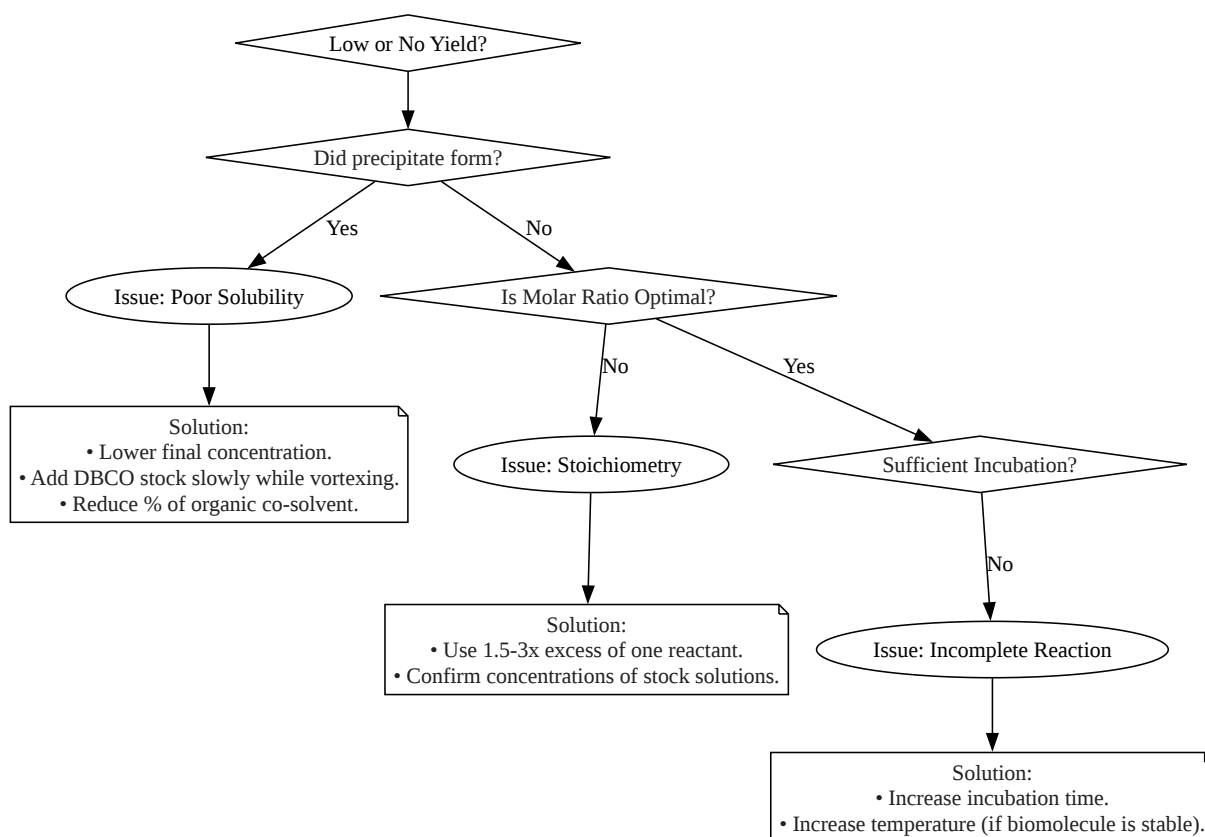 Low or No Yield?
Did precipitate form?
Yes
No
Issue: Poor Solubility
Is Molar Ratio Optimal?
No
Yes
Solution:
• Lower final concentration.
• Add DBCO stock slowly while vortexing.
• Reduce % of organic co-solvent.
Issue: Stoichiometry
Sufficient Incubation?
No
Solution:
• Use 1.5-3x excess of one reactant.
• Confirm concentrations of stock solutions.
Issue: Incomplete Reaction
Solution:
• Increase incubation time.
• Increase temperature (if biomolecule is stable).